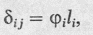 δᵢⱼ = φᵢlᵢ,